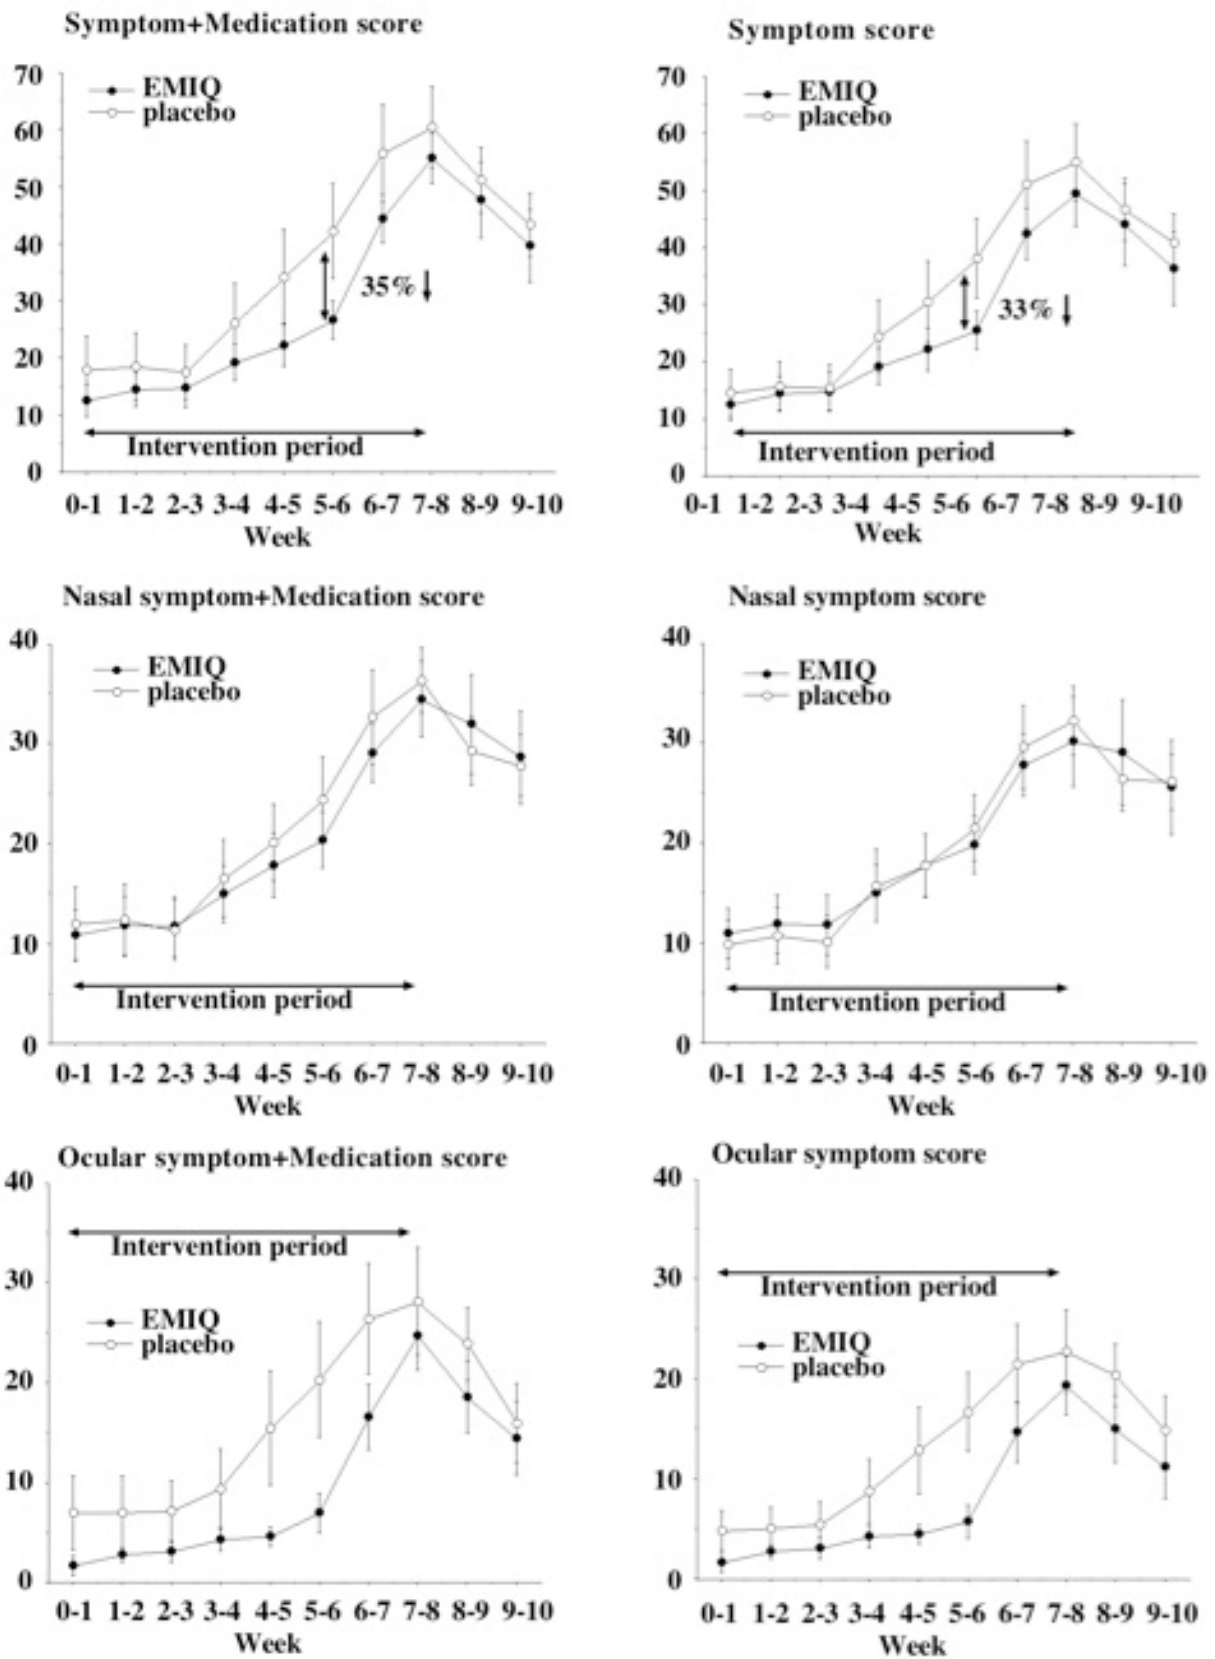 Symptom+Medication score
EMIQ
placebo
70
60
50
40
30
20
10
0
35%
Intervention period
0-1 1-2 2-3 3-4 4-5 5-6 6-7 7-8 8-9 9-10
Week
Symptom score
EMIQ
placebo
70
60
50
40
30
20
10
0
33%
Intervention period
0-1 1-2 2-3 3-4 4-5 5-6 6-7 7-8 8-9 9-10
Week
Nasal symptom+Medication score
EMIQ
placebo
40
30
20
10
0
Intervention period
0-1 1-2 2-3 3-4 4-5 5-6 6-7 7-8 8-9 9-10
Week
Nasal symptom score
EMIQ
placebo
40
30
20
10
0
Intervention period
0-1 1-2 2-3 3-4 4-5 5-6 6-7 7-8 8-9 9-10
Week
Ocular symptom+Medication score
40
30
20
10
0
Intervention period
EMIQ
placebo
0-1 1-2 2-3 3-4 4-5 5-6 6-7 7-8 8-9 9-10
Week
Ocular symptom score
40
30
20
10
0
Intervention period
EMIQ
placebo
0-1 1-2 2-3 3-4 4-5 5-6 6-7 7-8 8-9 9-10
Week